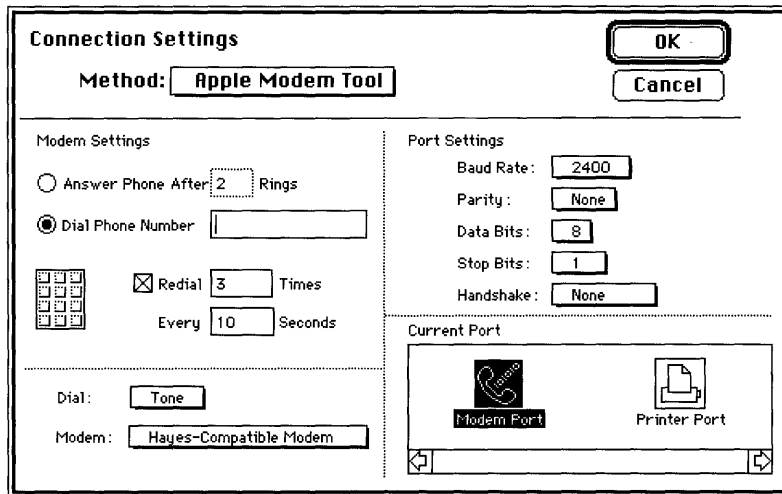 Connection Settings
OK
Method: Apple Modem Tool
Cancel
Modem Settings
Answer Phone After 2 Rings
Dial Phone Number
Redial 3 Times
Every 10 Seconds
Dial: Tone
Modem: Hayes-Compatible Modem
Port Settings
Baud Rate: 2400
Parity: None
Data Bits: 8
Stop Bits: 1
Handshake: None
Current Port
Modem Port
Printer Port